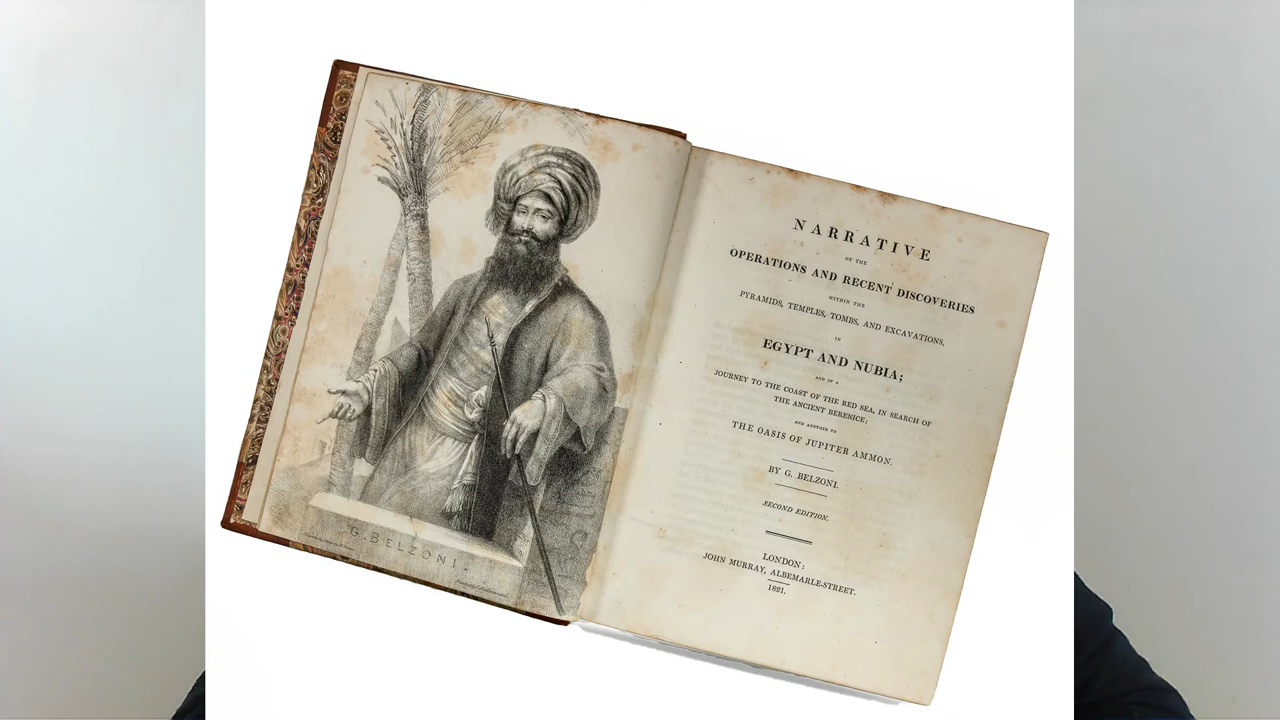 G. BELZONI.
NARRATIVE
OF THE
OPERATIONS AND RECENT DISCOVERIES
WITHIN THE
PYRAMIDS, TEMPLES, TOMBS, AND EXCAVATIONS,
IN
EGYPT AND NUBIA;
AND OF A
JOURNEY TO THE COAST OF THE RED SEA, IN SEARCH OF
THE ANCIENT BERENICE;
AND ANOTHER TO
THE OASIS OF JUPITER AMMON.
BY G. BELZONI.
SECOND EDITION.
LONDON:
JOHN MURRAY, ALBEMARLE-STREET.
1821.